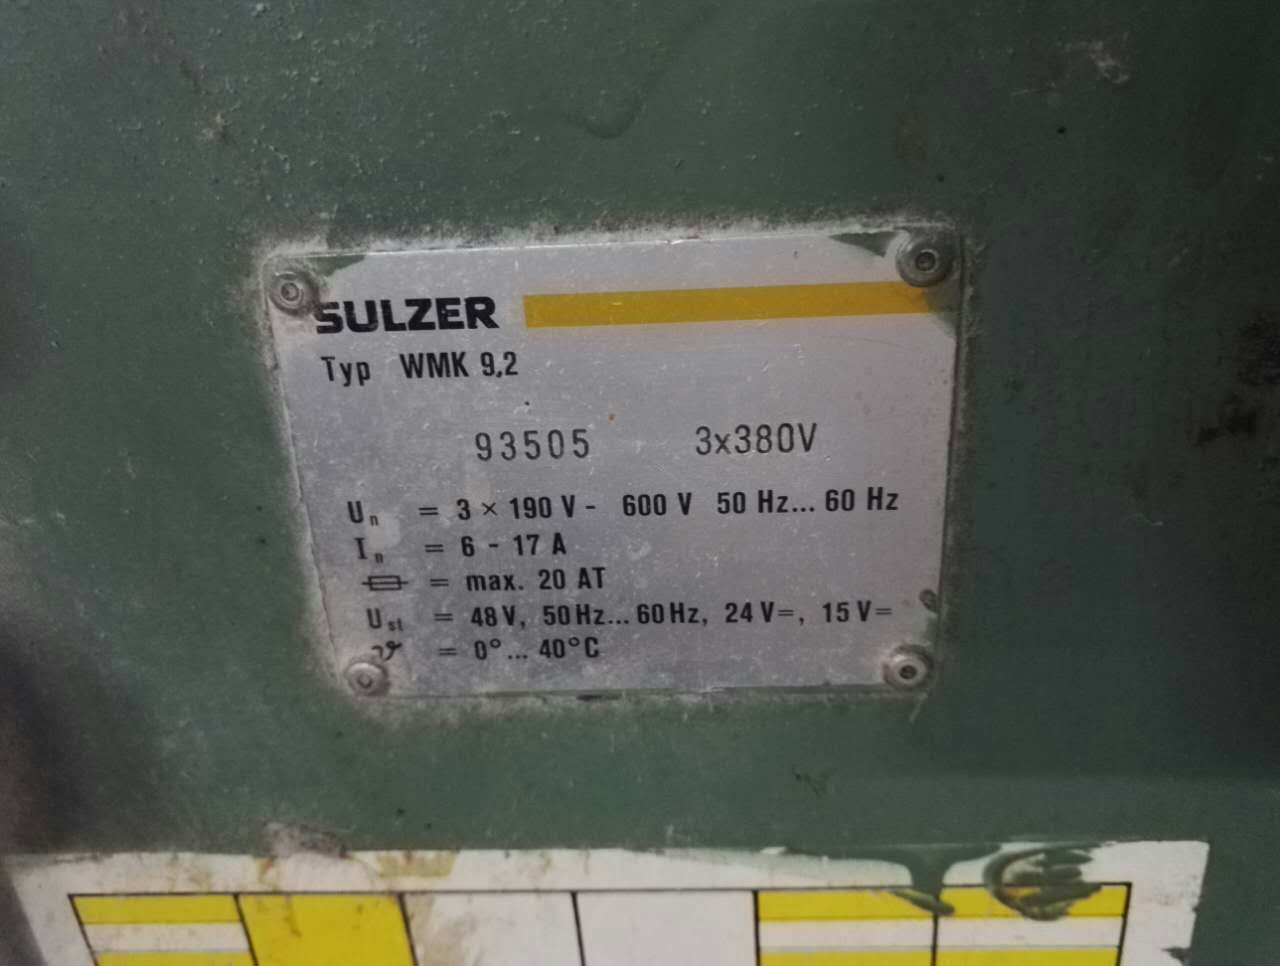 SULZER
Typ WMK 9,2
93505 3x380V
Un = 3 × 190 V - 600 V 50 Hz... 60 Hz
In = 6 - 17 A
= max. 20 AT
Ust = 48 V, 50 Hz... 60 Hz, 24 V=, 15 V=
ϑ = 0°... 40°C